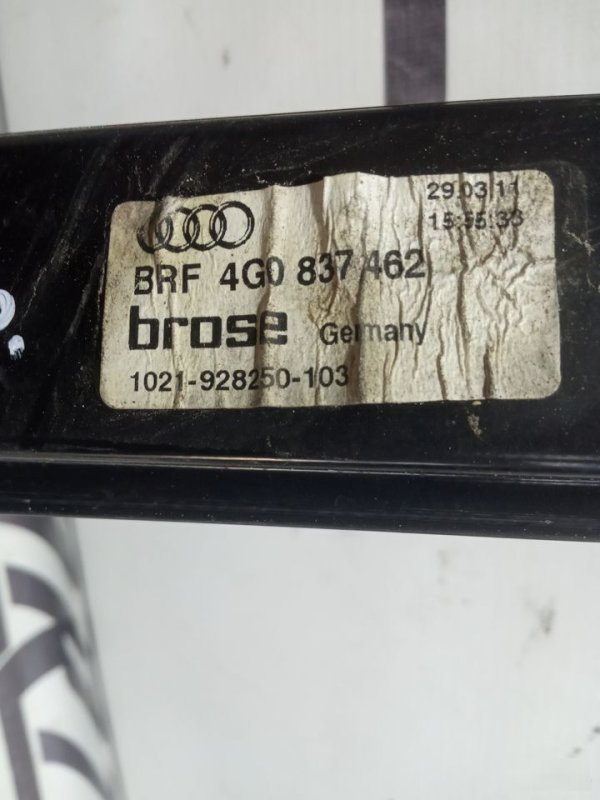 29.03.11
15:55:33
BRF 4G0 837 462
brose Germany
1021-928250-103